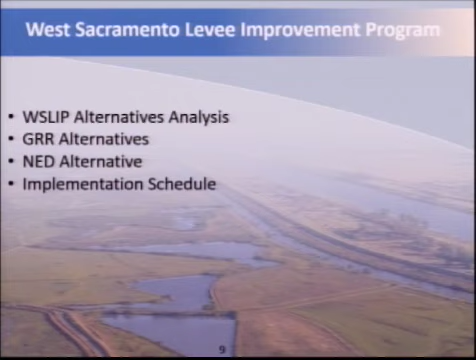 West Sacramento Levee Improvement Program
• WSLIP Alternatives Analysis
• GRR Alternatives
• NED Alternative
• Implementation Schedule
9